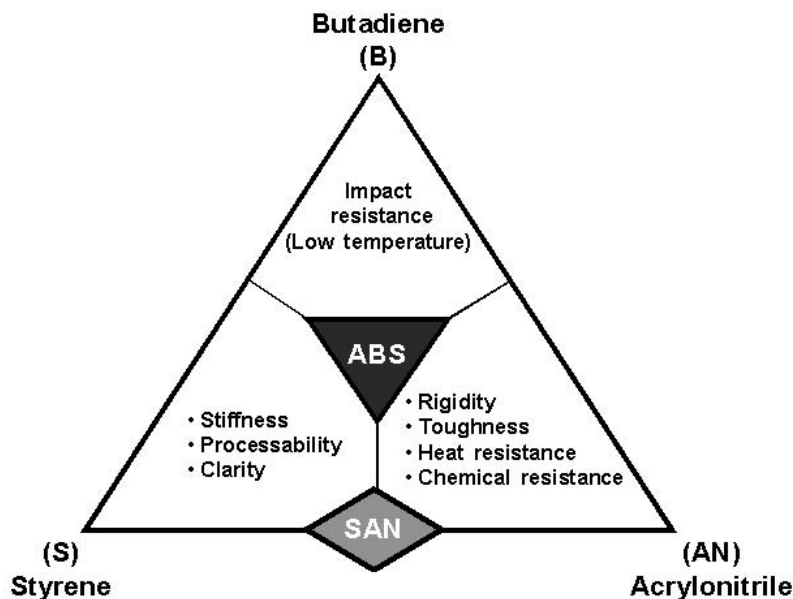 Butadiene
(B)
Impact
resistance
(Low temperature)
ABS
• Stiffness
• Processability
• Clarity
• Rigidity
• Toughness
• Heat resistance
• Chemical resistance
SAN
(S)
Styrene
(AN)
Acrylonitrile